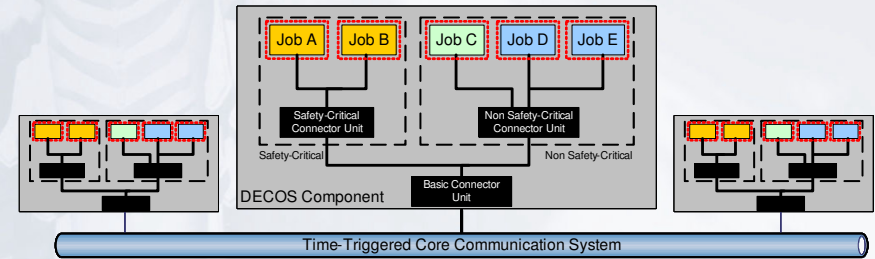 Job A
Job B
Job C
Job D
Job E
Safety-Critical
Connector Unit
Non Safety-Critical
Connector Unit
Safety-Critical
Non Safety-Critical
DECOS Component
Basic Connector
Unit
Time-Triggered Core Communication System